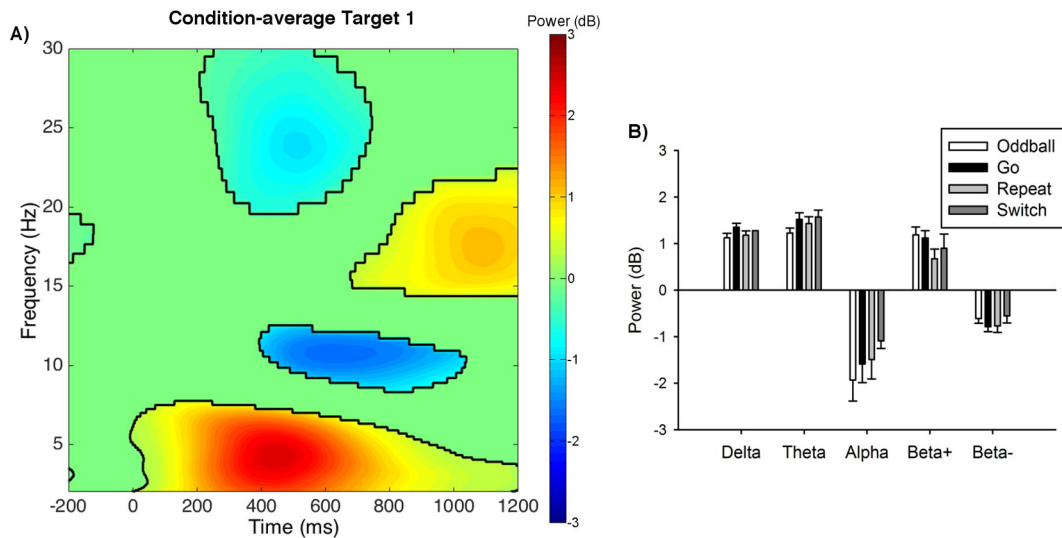 A)
Condition-average Target 1
Power (dB)
30
25
20
15
10
5
Frequency (Hz)
-200 0 200 400 600 800 1000 1200
Time (ms)
3
2
1
0
-1
-2
-3
B)
Oddball
Go
Repeat
Switch
3
2
1
0
-1
-2
-3
Power (dB)
Delta Theta Alpha Beta+ Beta-